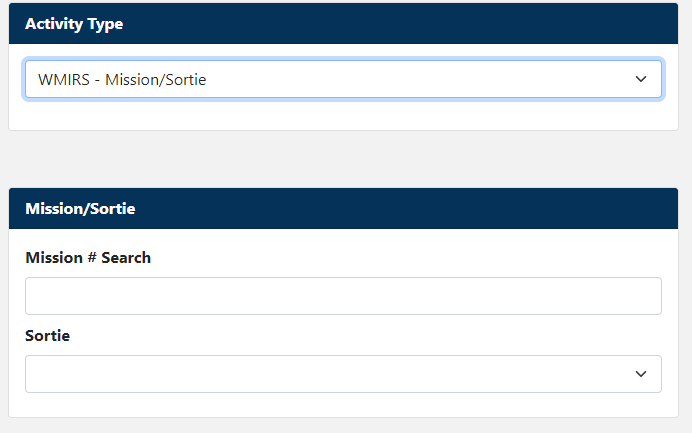 Activity Type
WMIRS - Mission/Sortie
Mission/Sortie
Mission # Search
Sortie